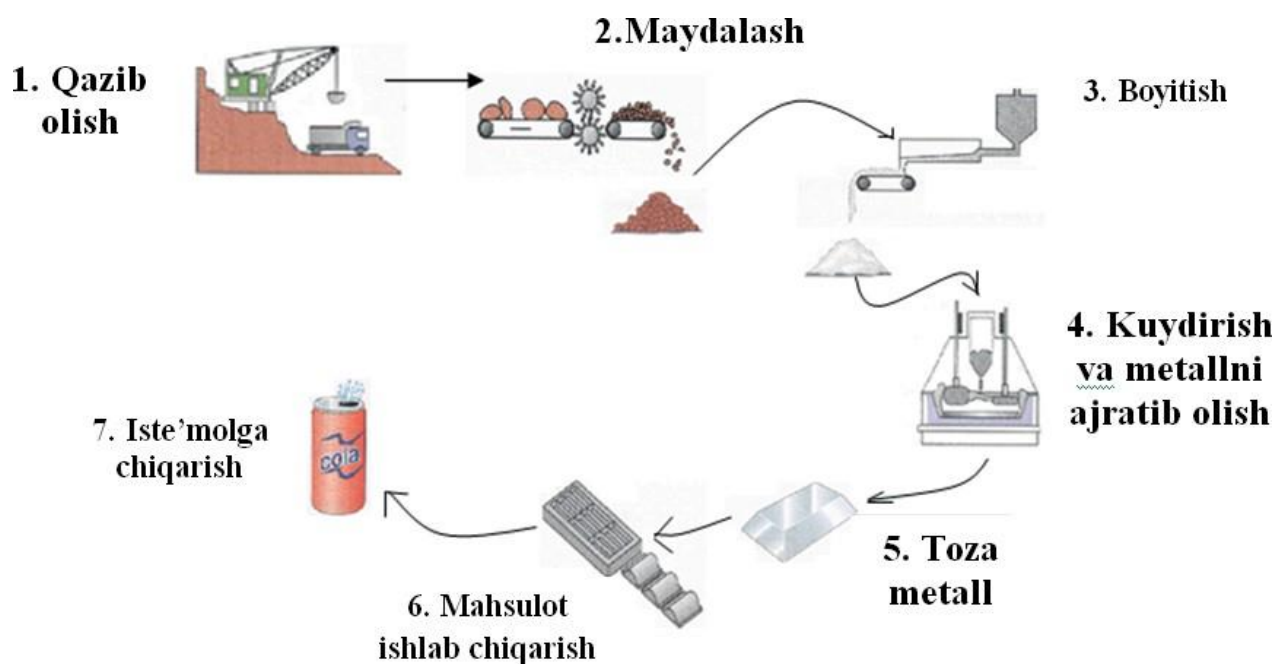 1. Qazib
olish
2.Maydalash
3. Boyitish
4. Kuydirish
va metallni
ajratib olish
5. Toza
metall
6. Mahsulot
ishlab chiqarish
7. Iste’molga
chiqarish
cola